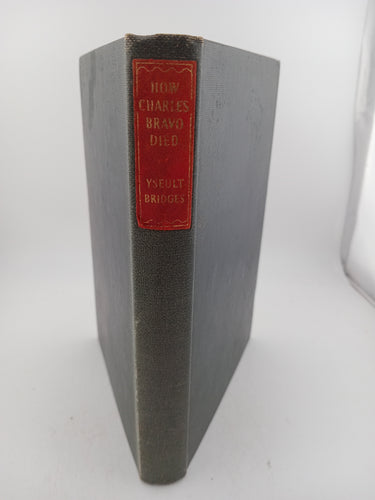 HOW
CHARLES
BRAVO
DIED
YSEULT
BRIDGES